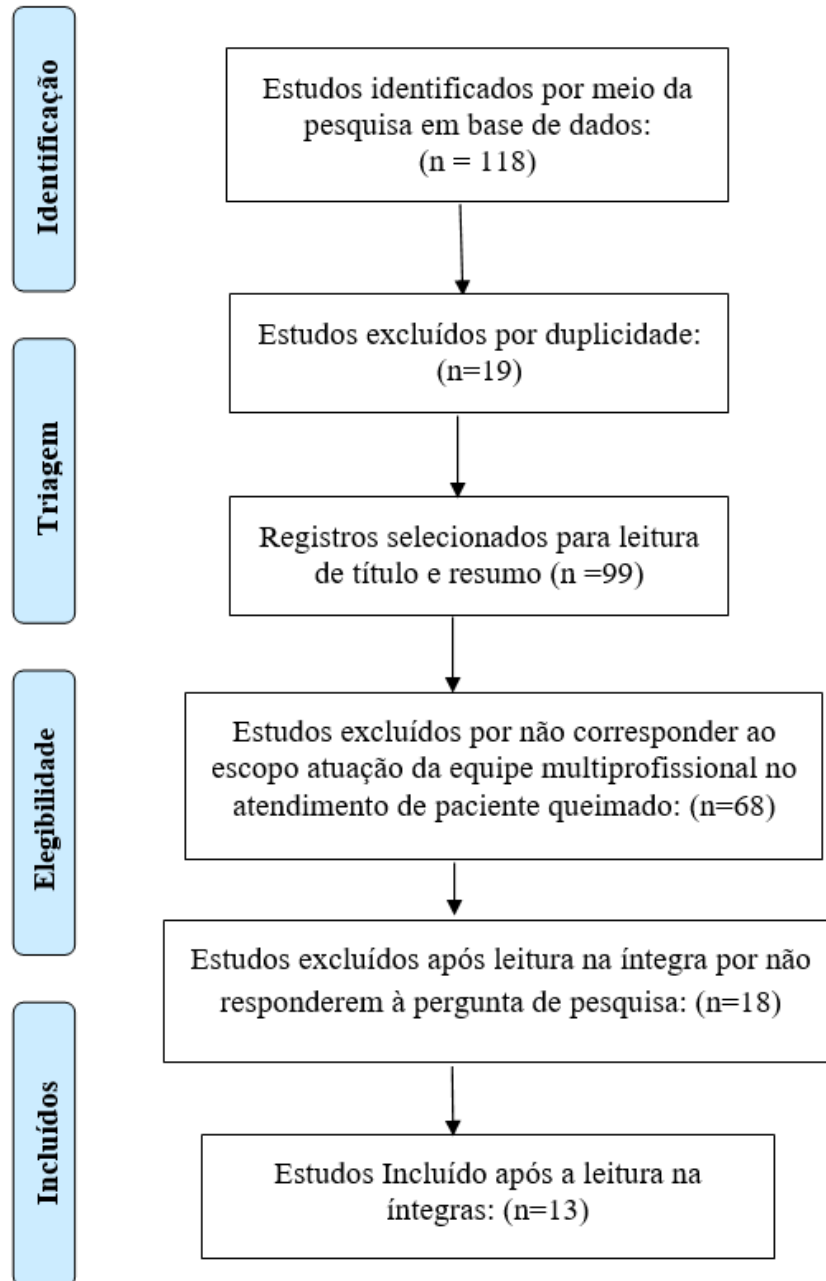 Identificação
Estudos identificados por meio da
pesquisa em base de dados:
(n = 118)
Estudos excluídos por duplicidade:
(n=19)
Triagem
Registros selecionados para leitura
de título e resumo (n =99)
Elegibilidade
Estudos excluídos por não corresponder ao
escopo atuação da equipe multiprofissional no
atendimento de paciente queimado: (n=68)
Estudos excluídos após leitura na íntegra por não
responderem à pergunta de pesquisa: (n=18)
Incluídos
Estudos Incluído após a leitura na
íntegras: (n=13)